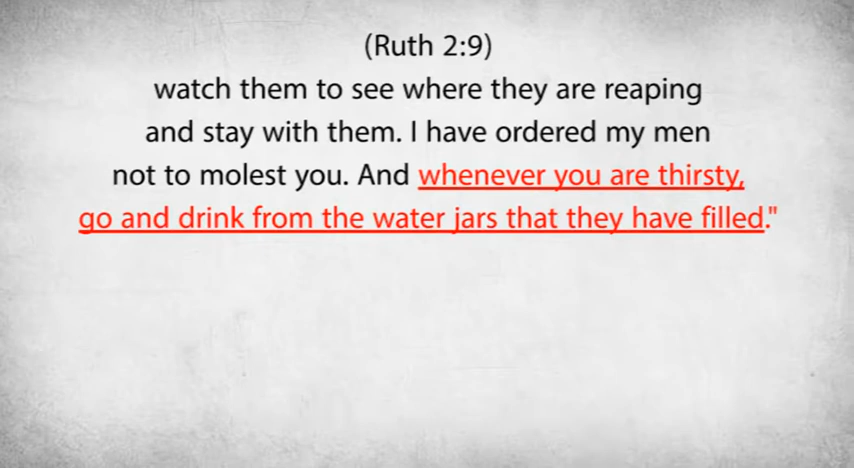 (Ruth 2:9)
watch them to see where they are reaping
and stay with them. I have ordered my men
not to molest you. And whenever you are thirsty,
go and drink from the water jars that they have filled."